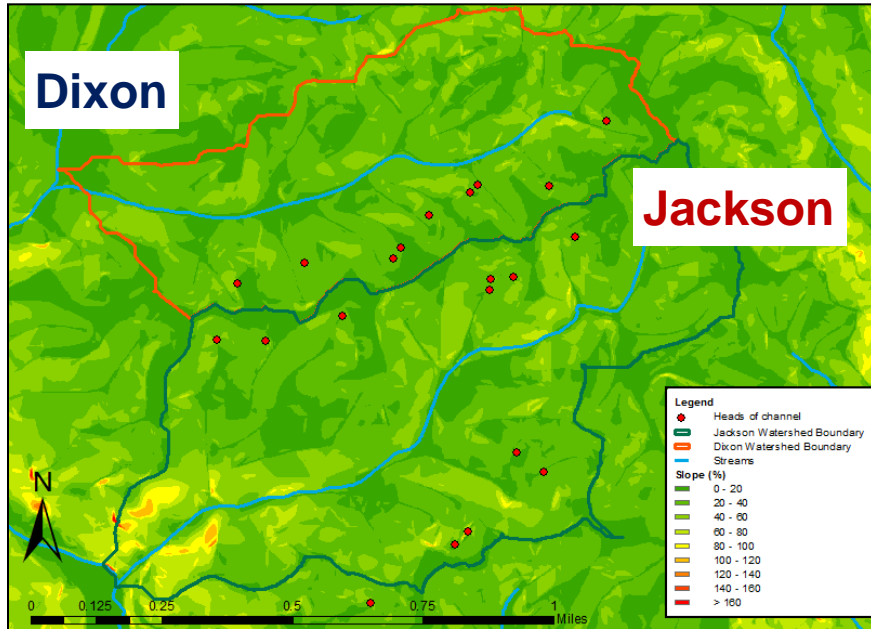 Dixon
Jackson
Legend
Heads of channel
Jackson Watershed Boundary
Dixon Watershed Boundary
Streams
Slope (%)
0 - 20
20 - 40
40 - 60
60 - 80
80 - 100
100 - 120
120 - 140
140 - 160
> 160
N
0 0.125 0.25 0.5 0.75 1
Miles